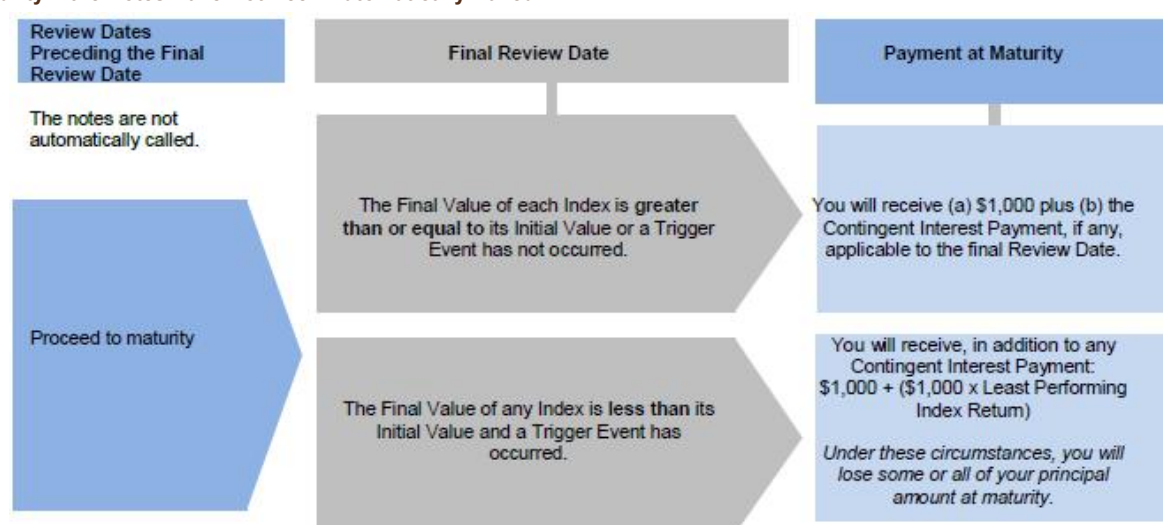 Review Dates
Preceding the Final
Review Date
Final Review Date
Payment at Maturity
The notes are not
automatically called.
The Final Value of each Index is greater
than or equal to its Initial Value or a Trigger
Event has not occurred.
You will receive (a) $1,000 plus (b) the
Contingent Interest Payment, if any,
applicable to the final Review Date.
Proceed to maturity
The Final Value of any Index is less than its
Initial Value and a Trigger Event has
occurred.
You will receive, in addition to any
Contingent Interest Payment:
$1,000 + ($1,000 x Least Performing
Index Return)
Under these circumstances, you will
lose some or all of your principal
amount at maturity.